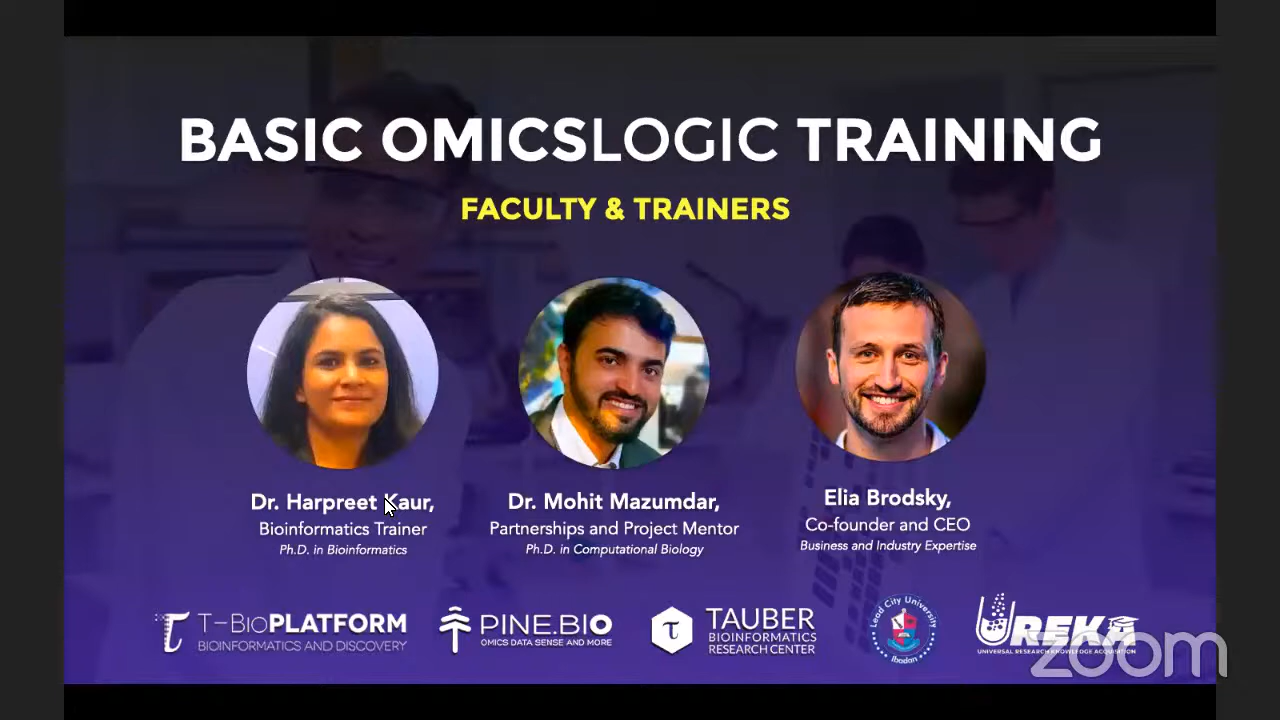 BASIC OMICSLOGIC TRAINING
FACULTY & TRAINERS
Dr. Harpreet Kaur,
Bioinformatics Trainer
Ph.D. in Bioinformatics
Dr. Mohit Mazumdar,
Partnerships and Project Mentor
Ph.D. in Computational Biology
Elia Brodsky,
Co-founder and CEO
Business and Industry Expertise
T-BioPLATFORM
BIOINFORMATICS AND DISCOVERY
PINE.BIO
OMICS DATA SENSE AND MORE
TAUBER
BIOINFORMATICS
RESEARCH CENTER
Lead City University
Ibadan
UREKA
UNIVERSAL RESEARCH KNOWLEDGE ACQUISITION
zoom